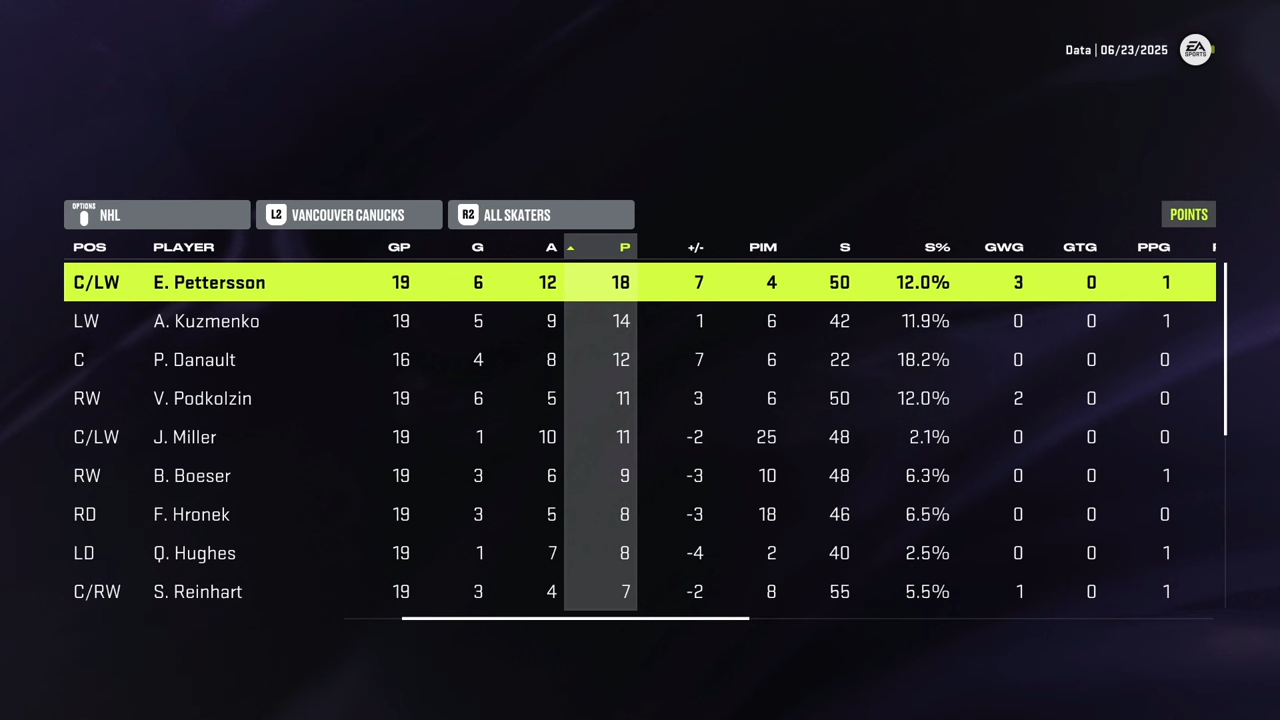 Data | 06/23/2025 EA SPORTS
OPTIONS NHL L2 VANCOUVER CANUCKS R2 ALL SKATERS POINTS
POS PLAYER GP G A P +/- PIM S S% GWG GTG PPG
C/LW E. Pettersson 19 6 12 18 7 4 50 12.0% 3 0 1
LW A. Kuzmenko 19 5 9 14 1 6 42 11.9% 0 0 1
C P. Danault 16 4 8 12 7 6 22 18.2% 0 0 0
RW V. Podkolzin 19 6 5 11 3 6 50 12.0% 2 0 0
C/LW J. Miller 19 1 10 11 -2 25 48 2.1% 0 0 0
RW B. Boeser 19 3 6 9 -3 10 48 6.3% 0 0 1
RD F. Hronek 19 3 5 8 -3 18 46 6.5% 0 0 0
LD Q. Hughes 19 1 7 8 -4 2 40 2.5% 0 0 1
C/RW S. Reinhart 19 3 4 7 -2 8 55 5.5% 1 0 1